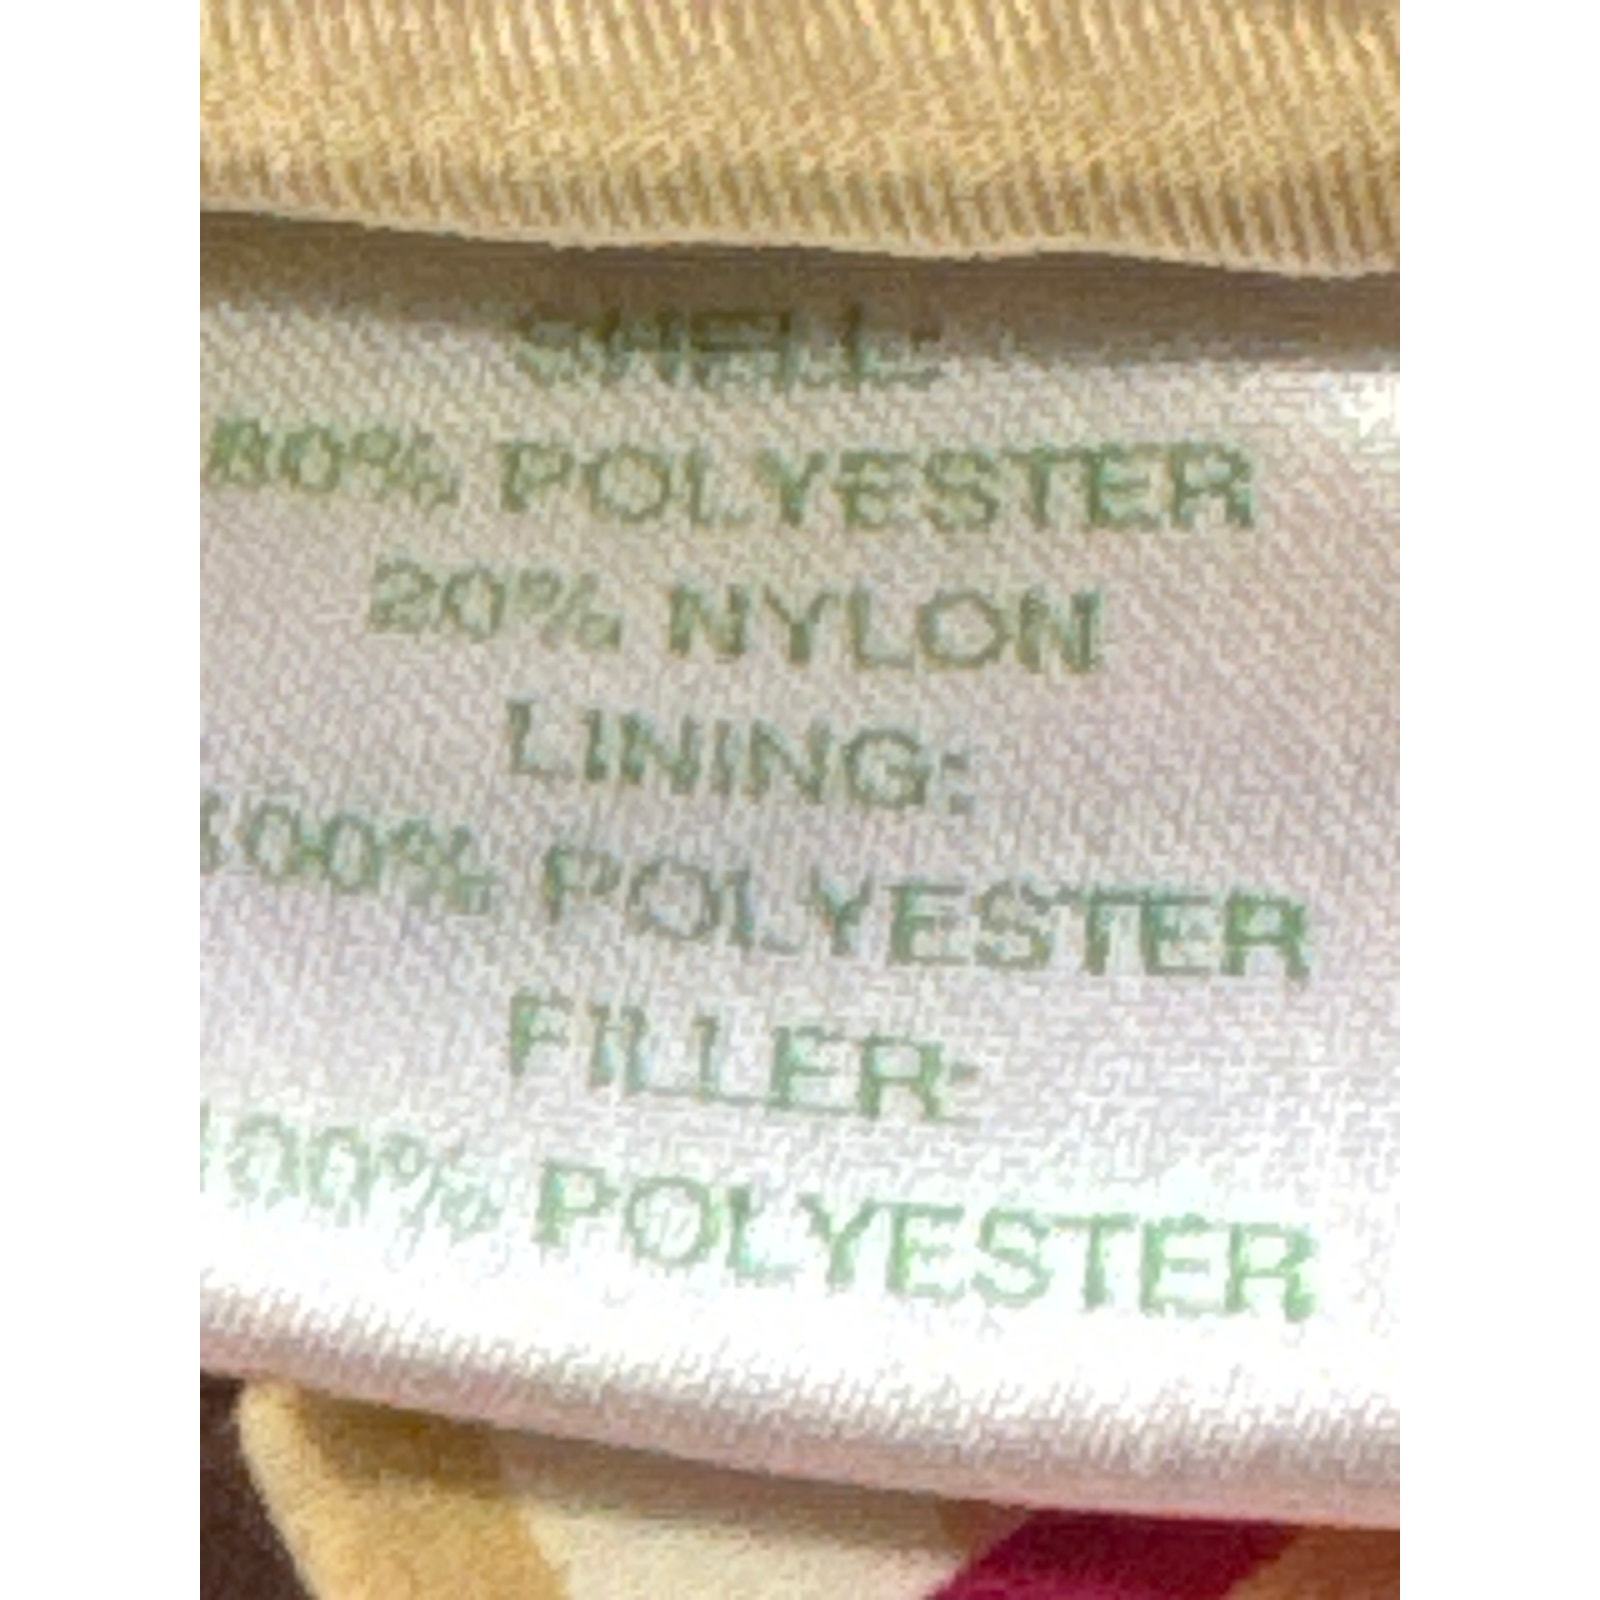 SHELL:
80% POLYESTER
20% NYLON
LINING:
100% POLYESTER
FILLER:
100% POLYESTER